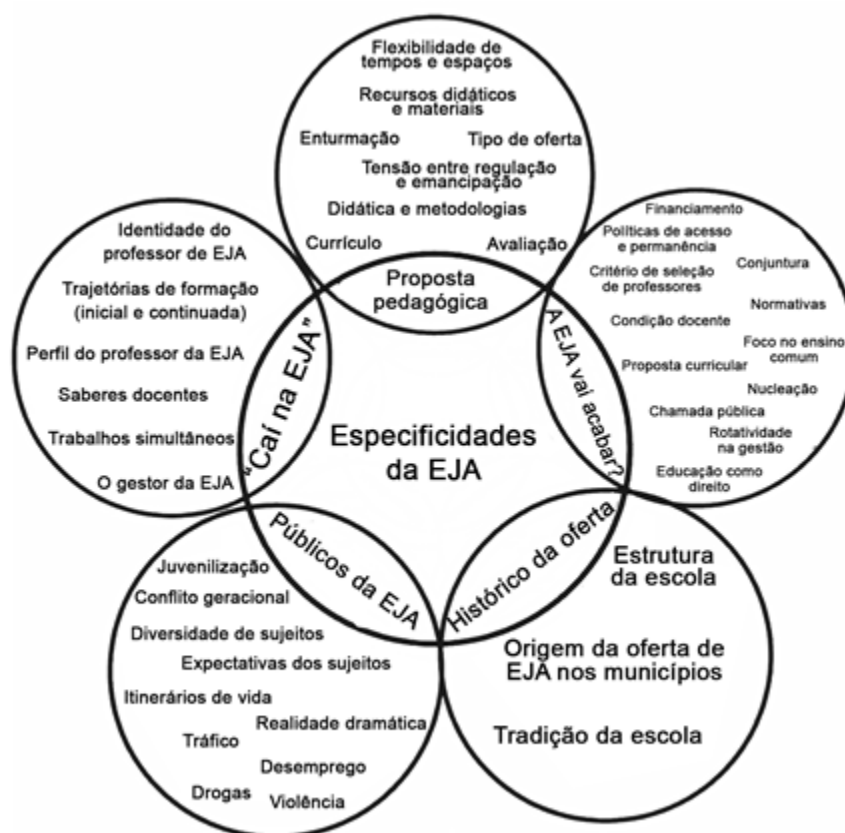 Flexibilidade de
tempos e espaços
Recursos didáticos
e materiais
Enturmação
Tipo de oferta
Tensão entre regulação
e emancipação
Didática e metodologias
Currículo
Avaliação
Proposta
pedagógica
Identidade do
professor de EJA
Trajetórias de formação
(inicial e continuada)
Perfil do professor da EJA
Saberes docentes
Trabalhos simultâneos
O gestor da EJA
“Caí na EJA”
Especificidades
da EJA
A EJA vai acabar?
Financiamento
Políticas de acesso
e permanência
Conjuntura
Critério de seleção
de professores
Normativas
Condição docente
Foco no ensino
comum
Proposta curricular
Nucleação
Chamada pública
Rotatividade
na gestão
Educação como
direito
Públicos da EJA
Juvenilização
Conflito geracional
Diversidade de sujeitos
Expectativas dos sujeitos
Itinerários de vida
Realidade dramática
Tráfico
Desemprego
Drogas
Violência
Histórico da oferta
Estrutura
da escola
Origem da oferta de
EJA nos municípios
Tradição da escola